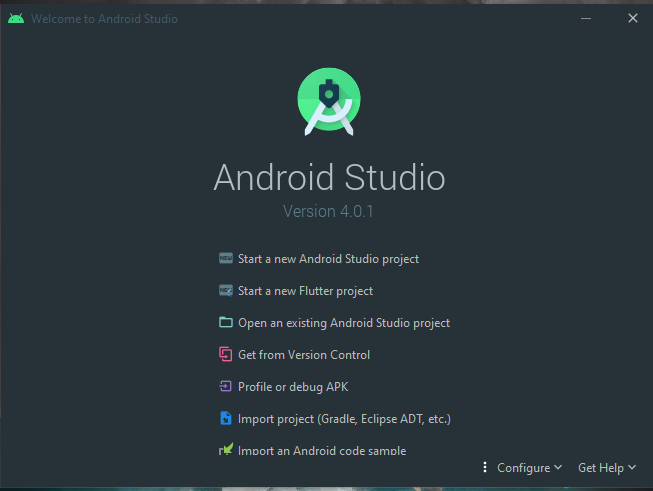 Welcome to Android Studio
Android Studio
Version 4.0.1
Start a new Android Studio project
Start a new Flutter project
Open an existing Android Studio project
Get from Version Control
Profile or debug APK
Import project (Gradle, Eclipse ADT, etc.)
Import an Android code sample
Configure Get Help